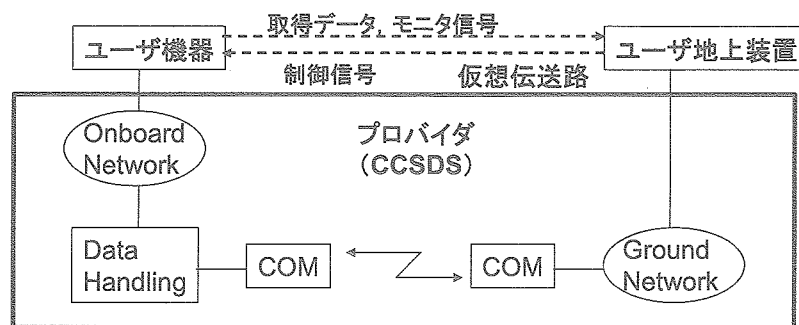 取得データ, モニタ信号
ユーザ機器
ユーザ地上装置
制御信号
仮想伝送路
Onboard
Network
プロバイダ
(CCSDS)
Data
Handling
COM
COM
Ground
Network